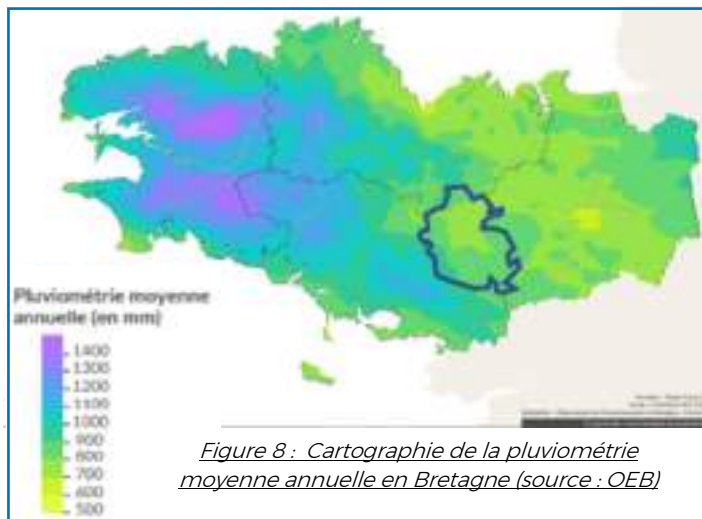 Pluviométrie moyenne
annuelle (en mm)
1400
1300
1200
1100
1000
900
800
700
600
500
Figure 8 : Cartographie de la pluviométrie
moyenne annuelle en Bretagne (source : OEB)